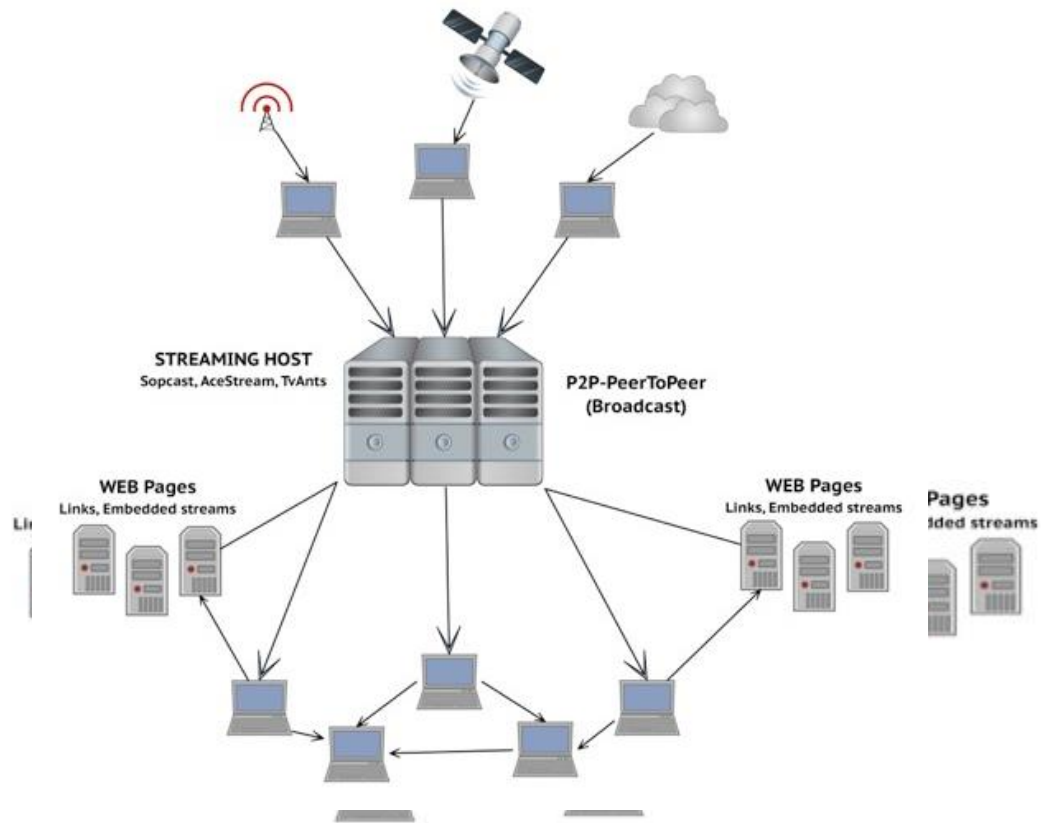 STREAMING HOST
Sopcast, AceStream, TvAnts
P2P-PeerToPeer
(Broadcast)
WEB Pages
Links, Embedded streams
WEB Pages
Links, Embedded streams
Pages
dded streams
Li